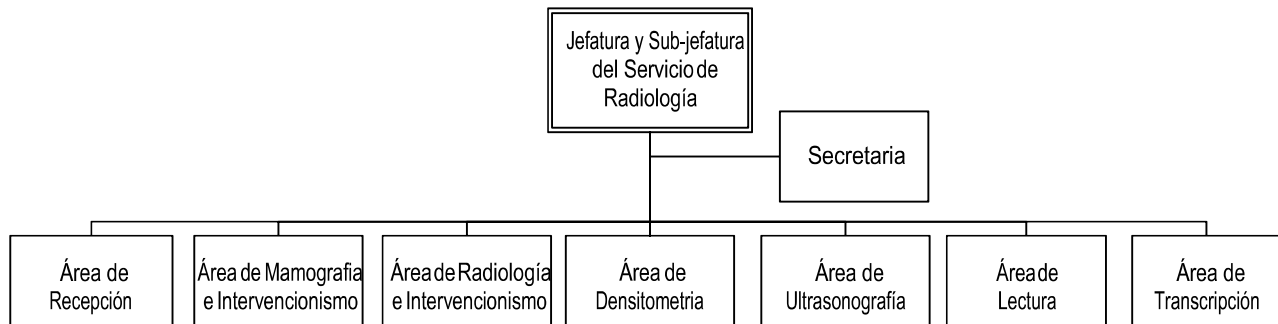 Jefatura y Sub-jefatura
del Servicio de
Radiología
Secretaria
Área de
Recepción
Área de Mamografia
e Intervencionismo
Área de Radiología
e Intervencionismo
Área de
Densitometria
Área de
Ultrasonografía
Área de
Lectura
Área de
Transcripción